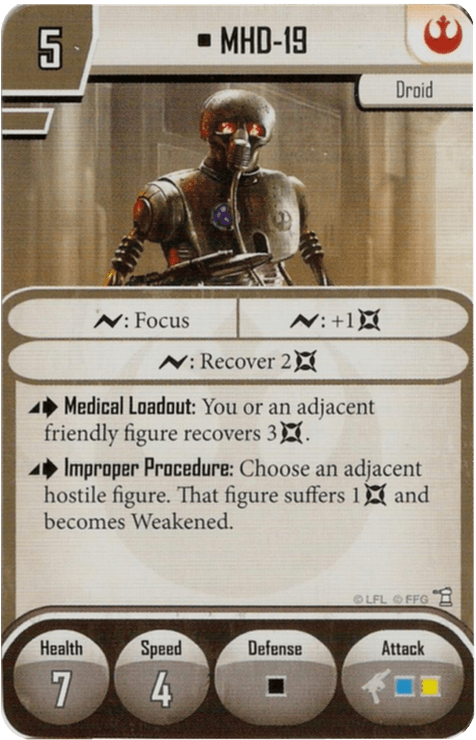 5
MHD-19
Droid
: Focus
: +1
: Recover 2
Medical Loadout: You or an adjacent
friendly figure recovers 3.
Improper Procedure: Choose an adjacent
hostile figure. That figure suffers 1 and
becomes Weakened.
© LFL © FFG
Health
7
Speed
4
Defense
Attack